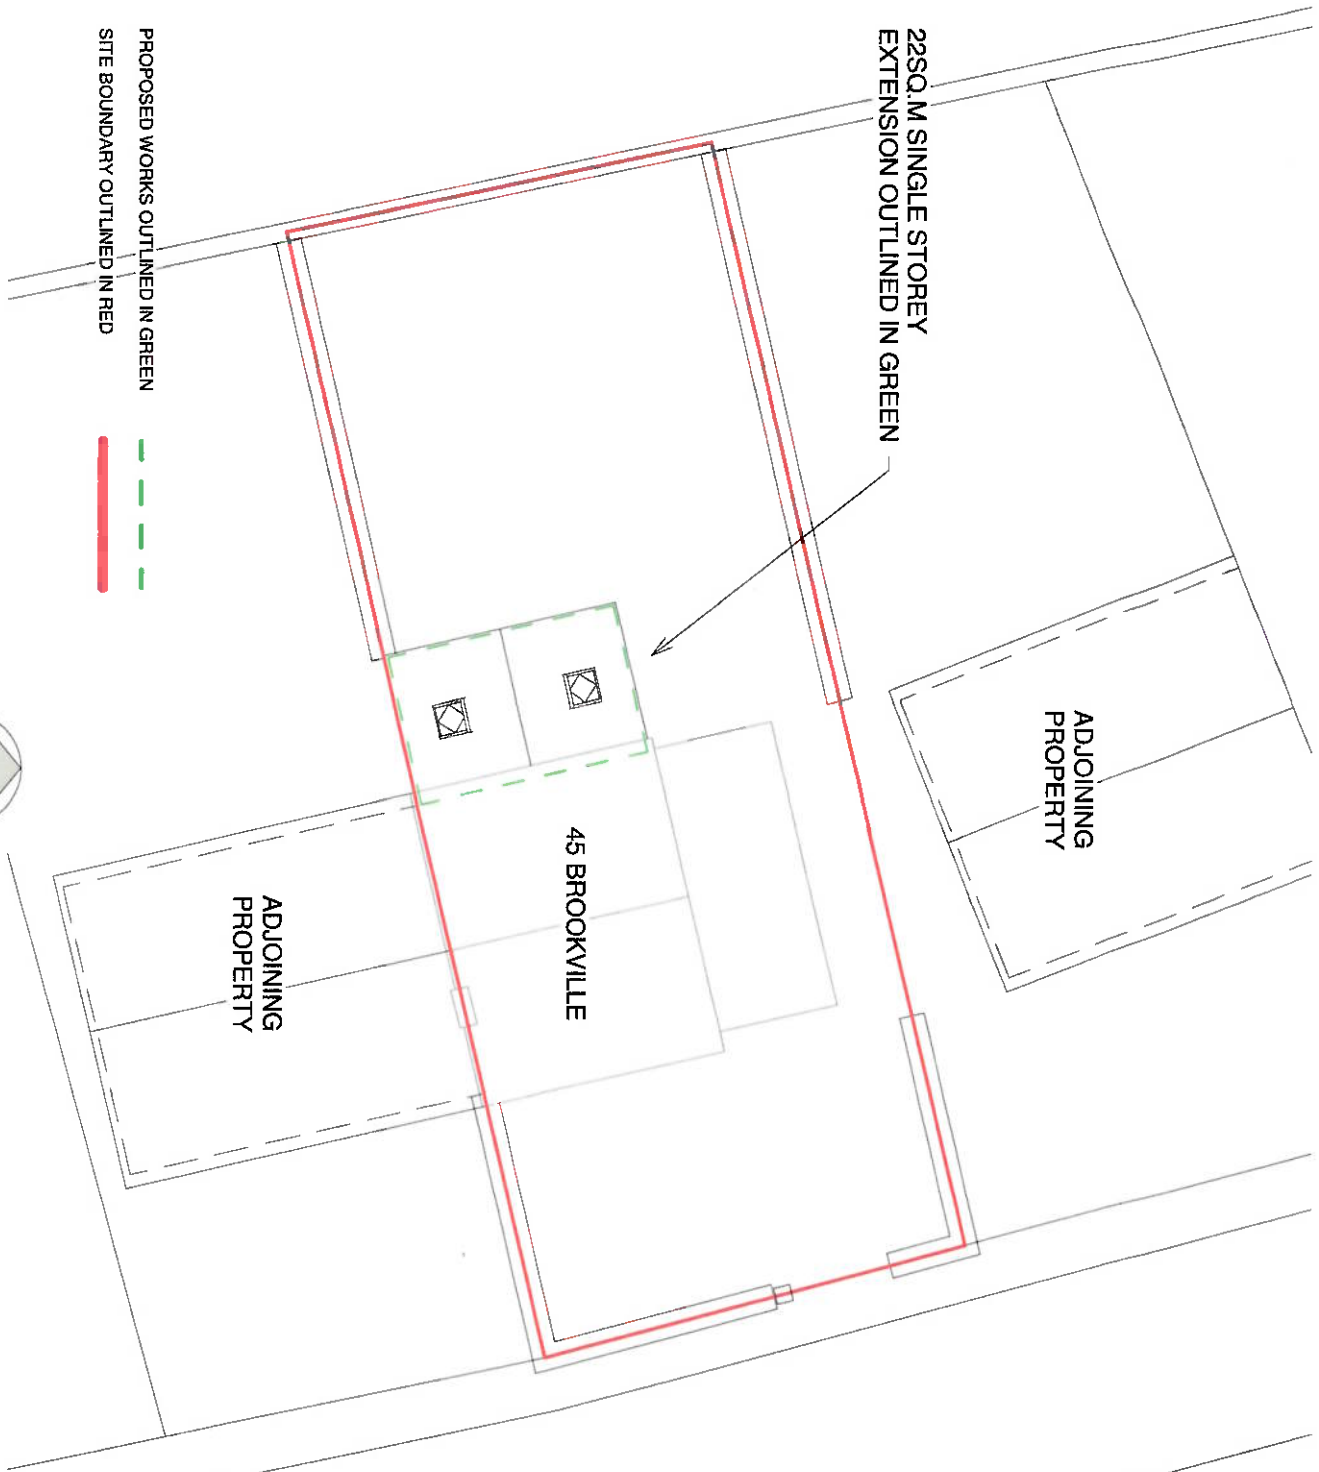 22SQ.M SINGLE STOREY
EXTENSION OUTLINED IN GREEN
ADJOINING
PROPERTY
45 BROOKVILLE
ADJOINING
PROPERTY
PROPOSED WORKS OUTLINED IN GREEN
SITE BOUNDARY OUTLINED IN RED